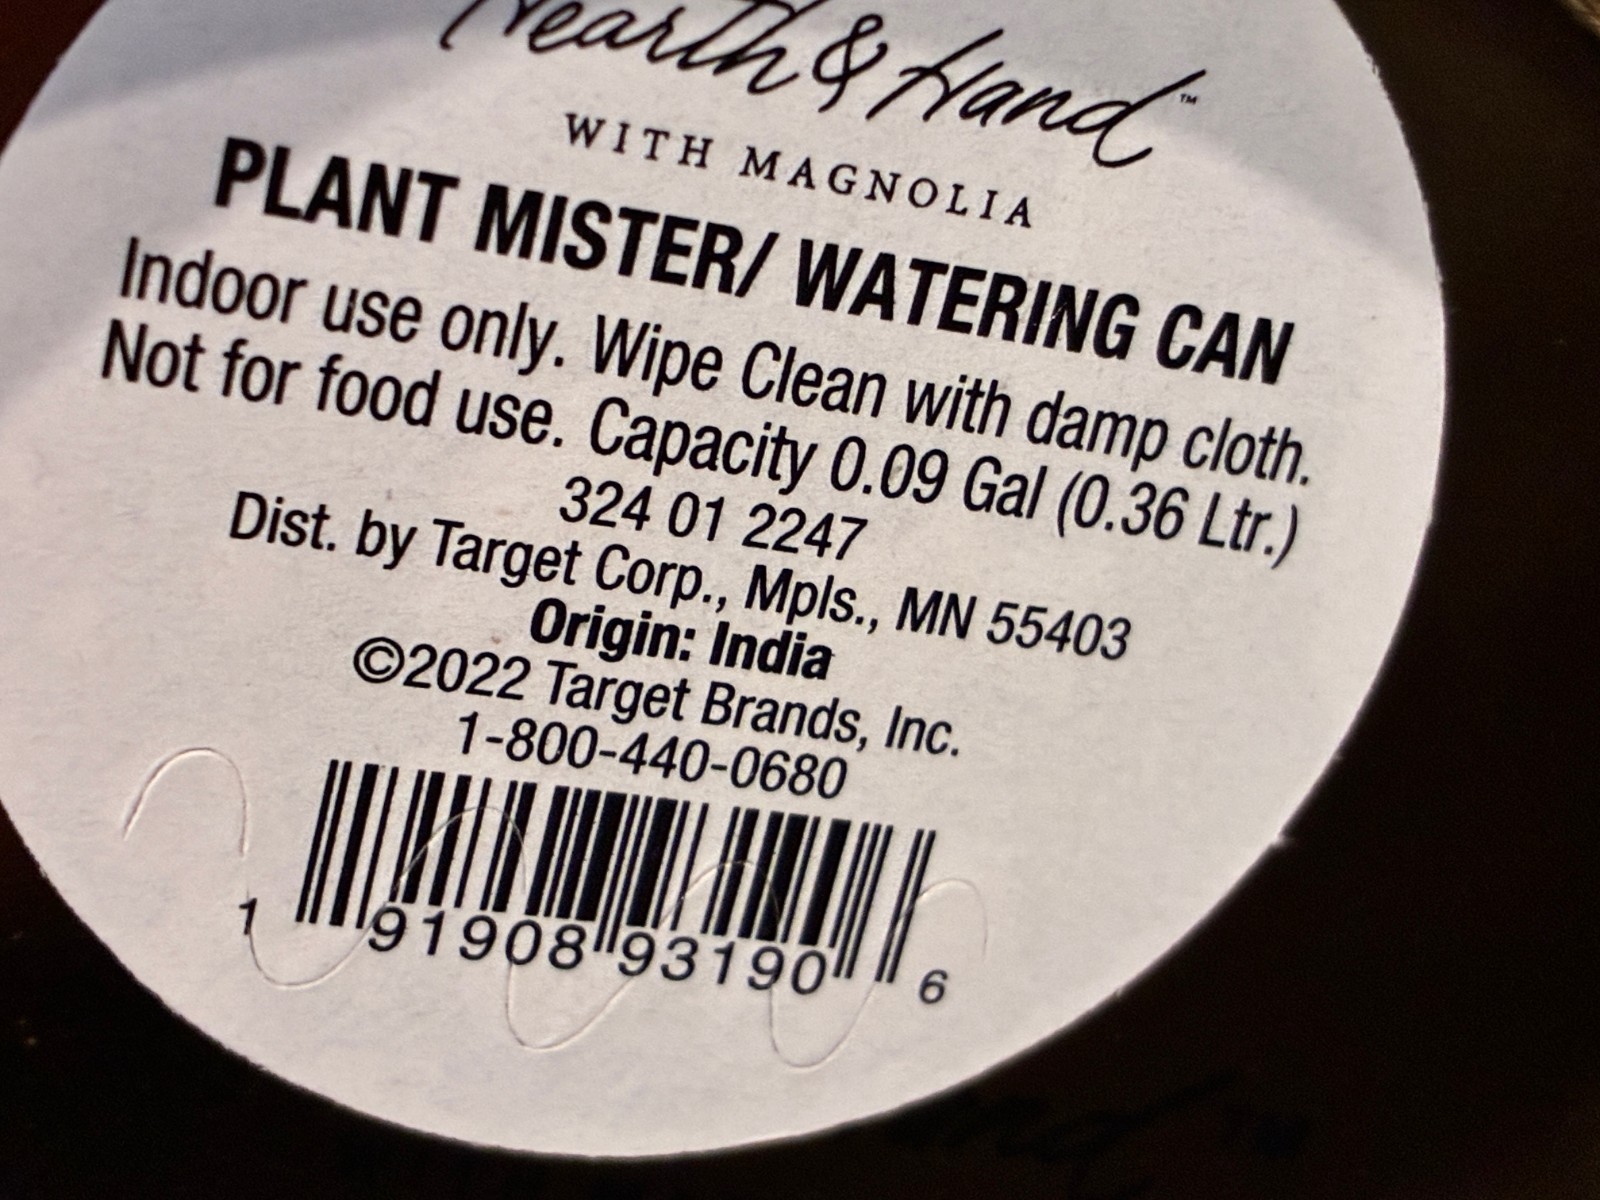 Hearth & Hand™
WITH MAGNOLIA
PLANT MISTER/ WATERING CAN
Indoor use only. Wipe Clean with damp cloth.
Not for food use. Capacity 0.09 Gal (0.36 Ltr.)
324 01 2247
Dist. by Target Corp., Mpls., MN 55403
Origin: India
©2022 Target Brands, Inc.
1-800-440-0680
1 91908 93190 6